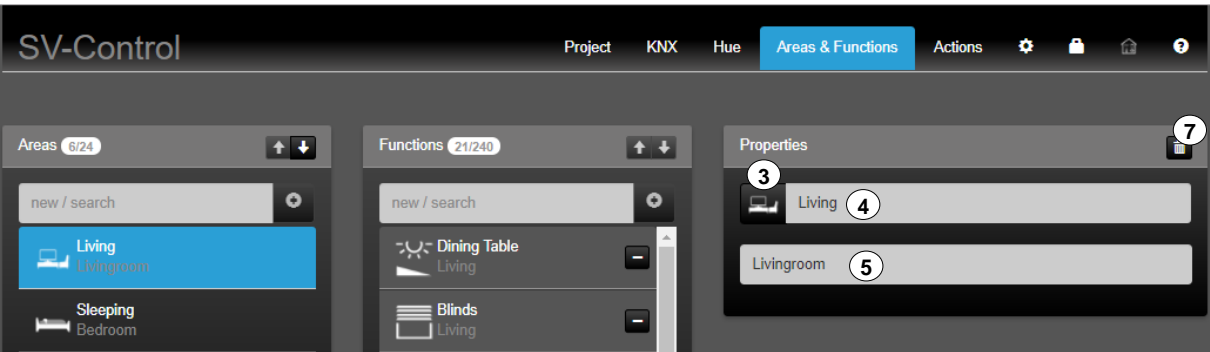 SV-Control
Project KNX Hue Areas & Functions Actions
Areas 6/24
new / search
Living
Livingroom
Sleeping
Bedroom
Functions 21/240
new / search
Dining Table
Living
Blinds
Living
Properties
7
3
Living 4
Livingroom 5